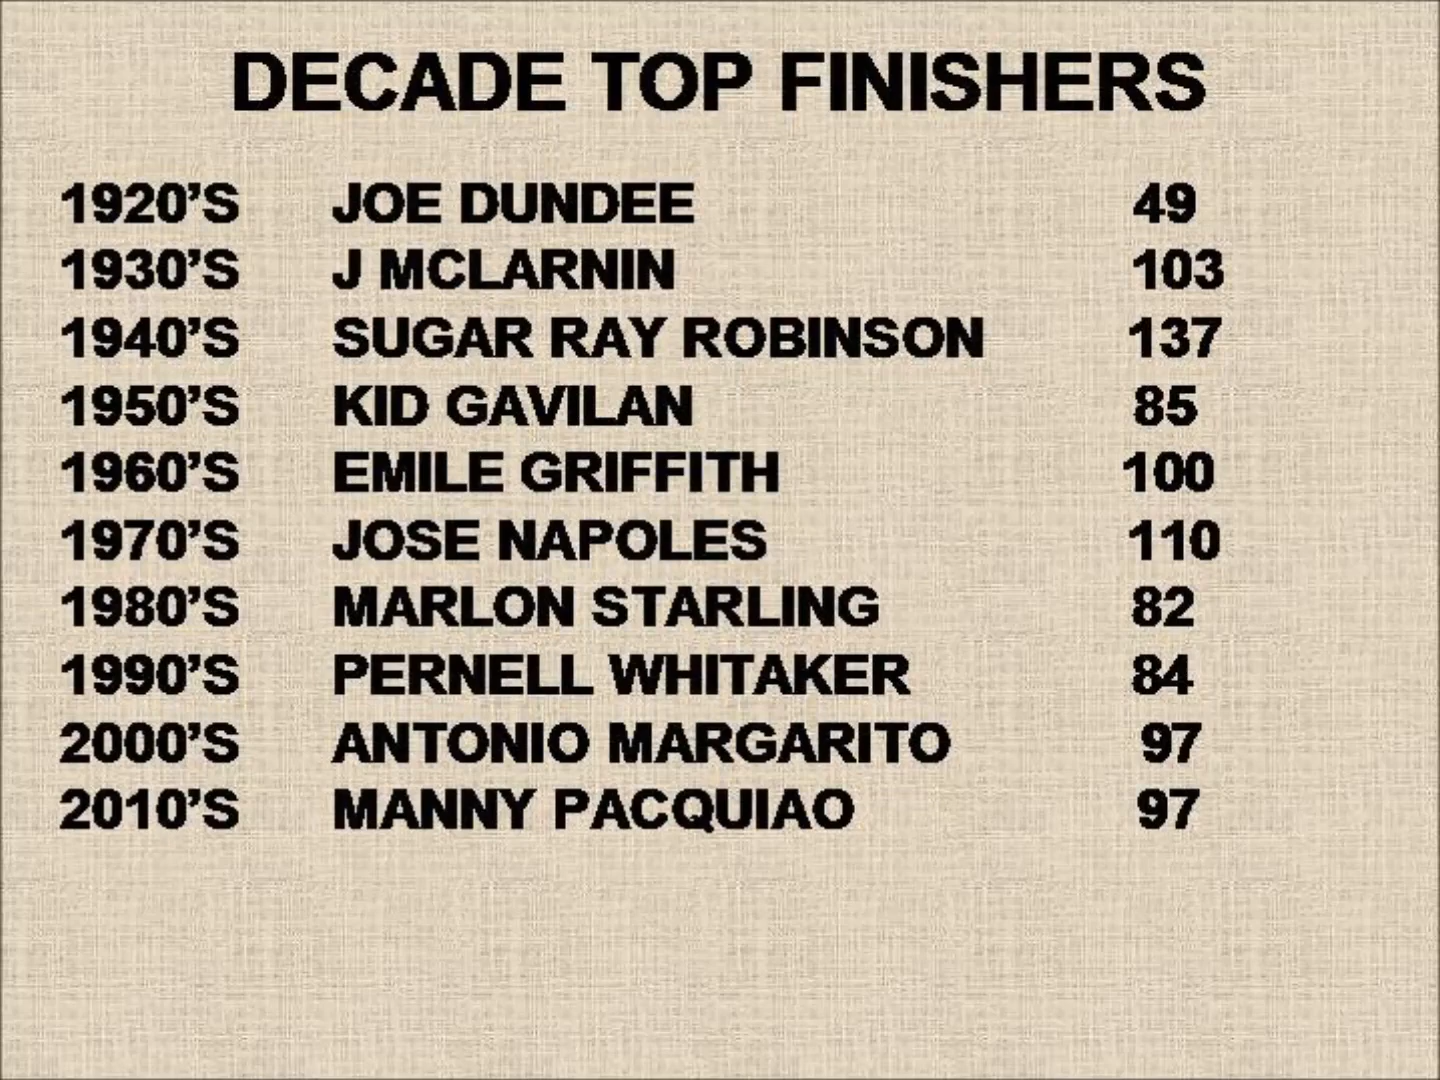 DECADE TOP FINISHERS
1920’S JOE DUNDEE 49
1930’S J MCLARNIN 103
1940’S SUGAR RAY ROBINSON 137
1950’S KID GAVILAN 85
1960’S EMILE GRIFFITH 100
1970’S JOSE NAPOLES 110
1980’S MARLON STARLING 82
1990’S PERNELL WHITAKER 84
2000’S ANTONIO MARGARITO 97
2010’S MANNY PACQUIAO 97